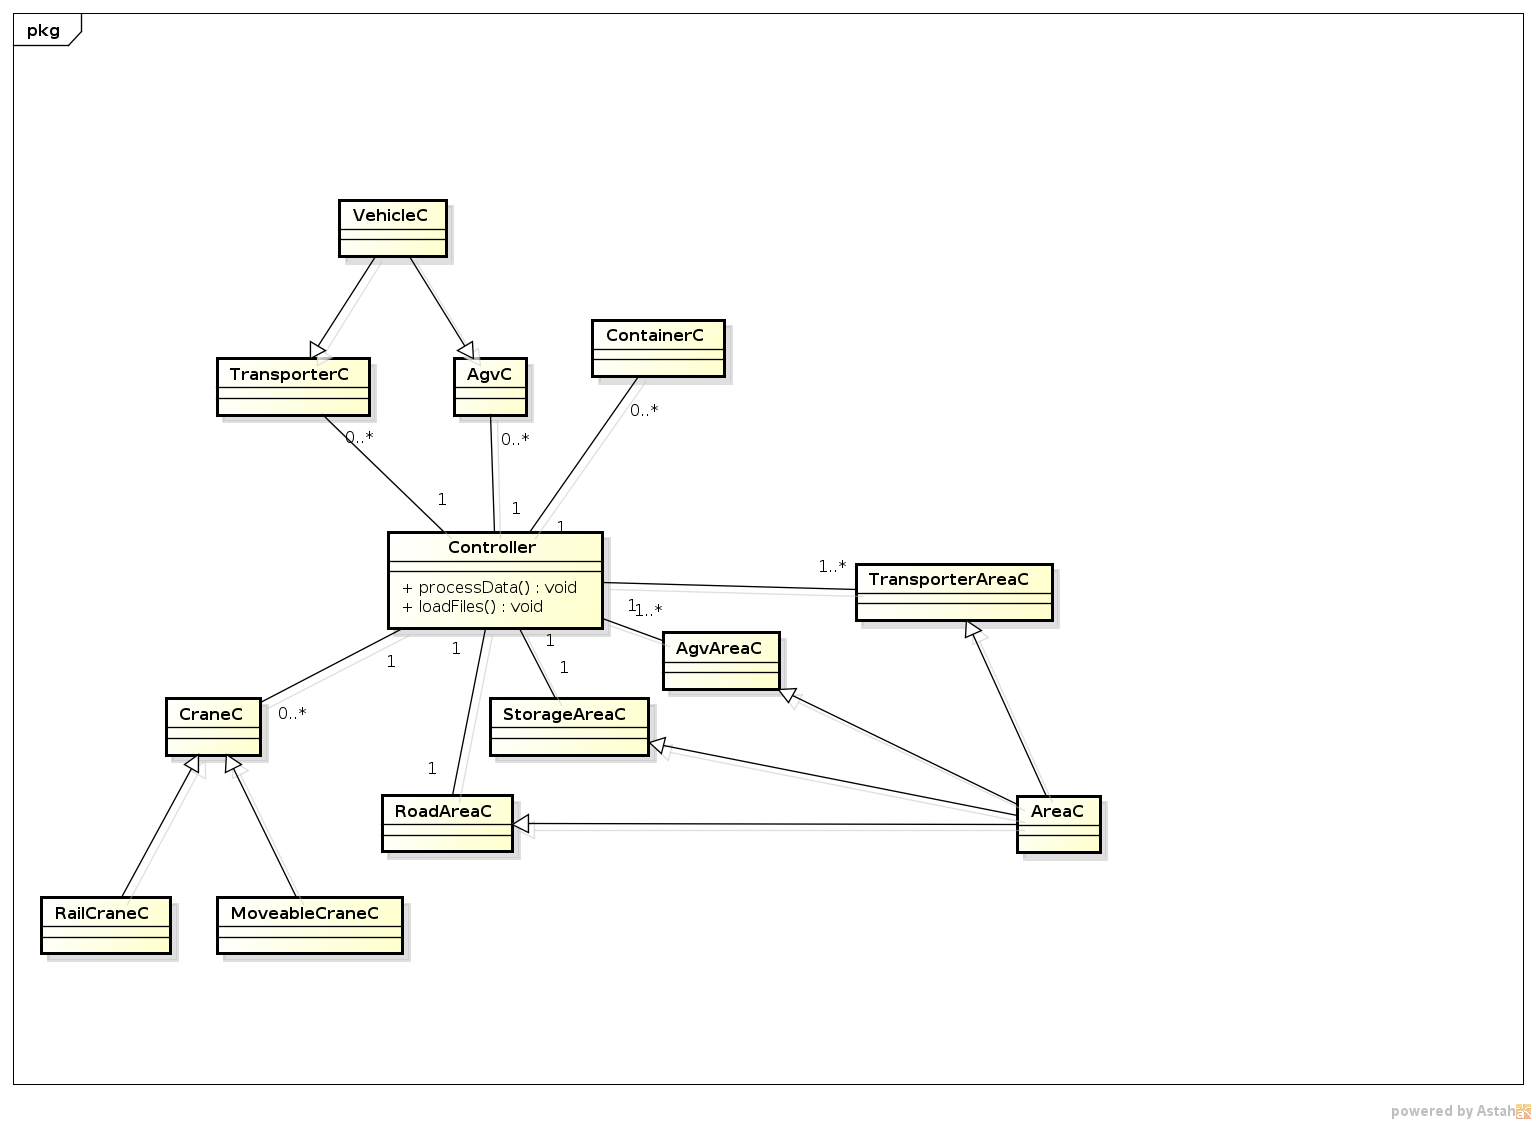 pkg
VehicleC
ContainerC
TransporterC
AgvC
0..*
0..*
0..*
1
1
1
Controller
+ processData() : void
+ loadFiles() : void
1..*
TransporterAreaC
1
1..*
AgvAreaC
1
1
1
1
CraneC
0..*
StorageAreaC
1
RoadAreaC
AreaC
RailCraneC
MoveableCraneC
powered by Astah